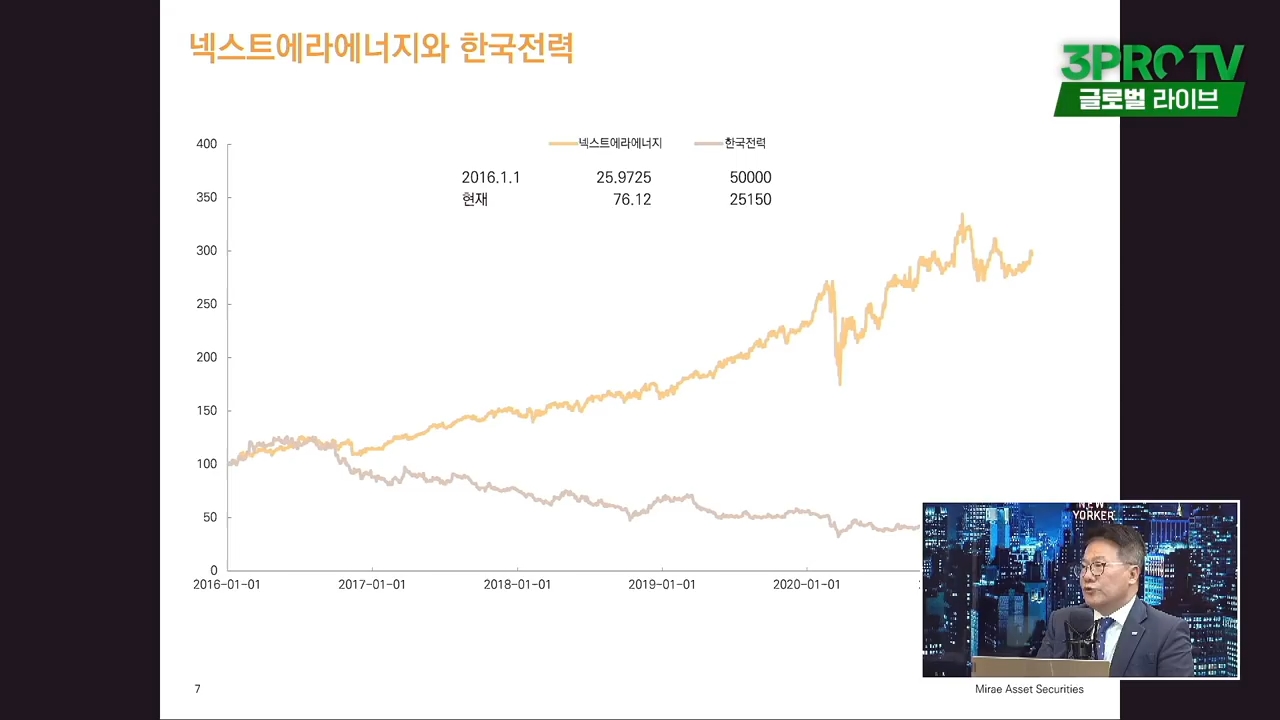 넥스트에라에너지와 한국전력
3PRO TV
글로벌 라이브
넥스트에라에너지 한국전력
2016.1.1 25.9725 50000
현재 76.12 25150
400
350
300
250
200
150
100
50
0
2016-01-01 2017-01-01 2018-01-01 2019-01-01 2020-01-01
NEW
YORKER
7
Mirae Asset Securities